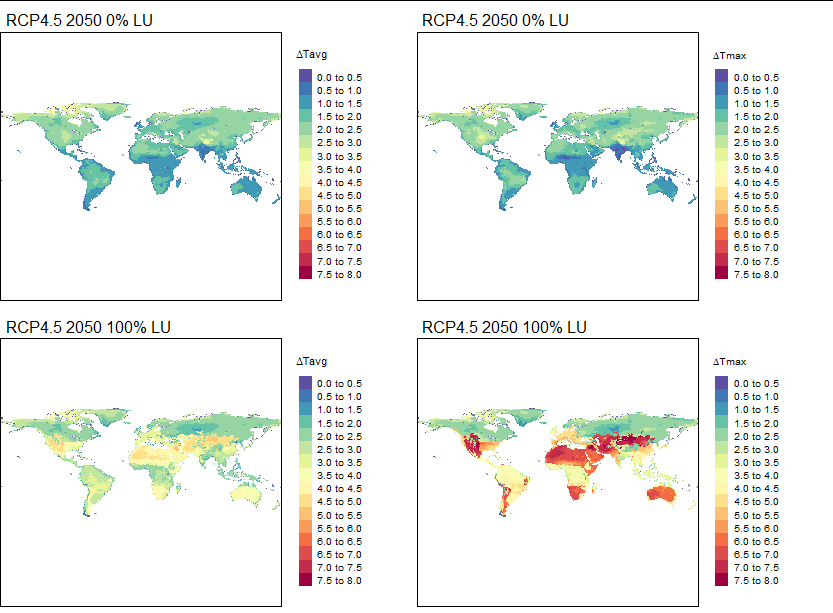 RCP4.5 2050 0% LU
ΔTavg
0.0 to 0.5
0.5 to 1.0
1.0 to 1.5
1.5 to 2.0
2.0 to 2.5
2.5 to 3.0
3.0 to 3.5
3.5 to 4.0
4.0 to 4.5
4.5 to 5.0
5.0 to 5.5
5.5 to 6.0
6.0 to 6.5
6.5 to 7.0
7.0 to 7.5
7.5 to 8.0
RCP4.5 2050 0% LU
ΔTmax
0.0 to 0.5
0.5 to 1.0
1.0 to 1.5
1.5 to 2.0
2.0 to 2.5
2.5 to 3.0
3.0 to 3.5
3.5 to 4.0
4.0 to 4.5
4.5 to 5.0
5.0 to 5.5
5.5 to 6.0
6.0 to 6.5
6.5 to 7.0
7.0 to 7.5
7.5 to 8.0
RCP4.5 2050 100% LU
ΔTavg
0.0 to 0.5
0.5 to 1.0
1.0 to 1.5
1.5 to 2.0
2.0 to 2.5
2.5 to 3.0
3.0 to 3.5
3.5 to 4.0
4.0 to 4.5
4.5 to 5.0
5.0 to 5.5
5.5 to 6.0
6.0 to 6.5
6.5 to 7.0
7.0 to 7.5
7.5 to 8.0
RCP4.5 2050 100% LU
ΔTmax
0.0 to 0.5
0.5 to 1.0
1.0 to 1.5
1.5 to 2.0
2.0 to 2.5
2.5 to 3.0
3.0 to 3.5
3.5 to 4.0
4.0 to 4.5
4.5 to 5.0
5.0 to 5.5
5.5 to 6.0
6.0 to 6.5
6.5 to 7.0
7.0 to 7.5
7.5 to 8.0